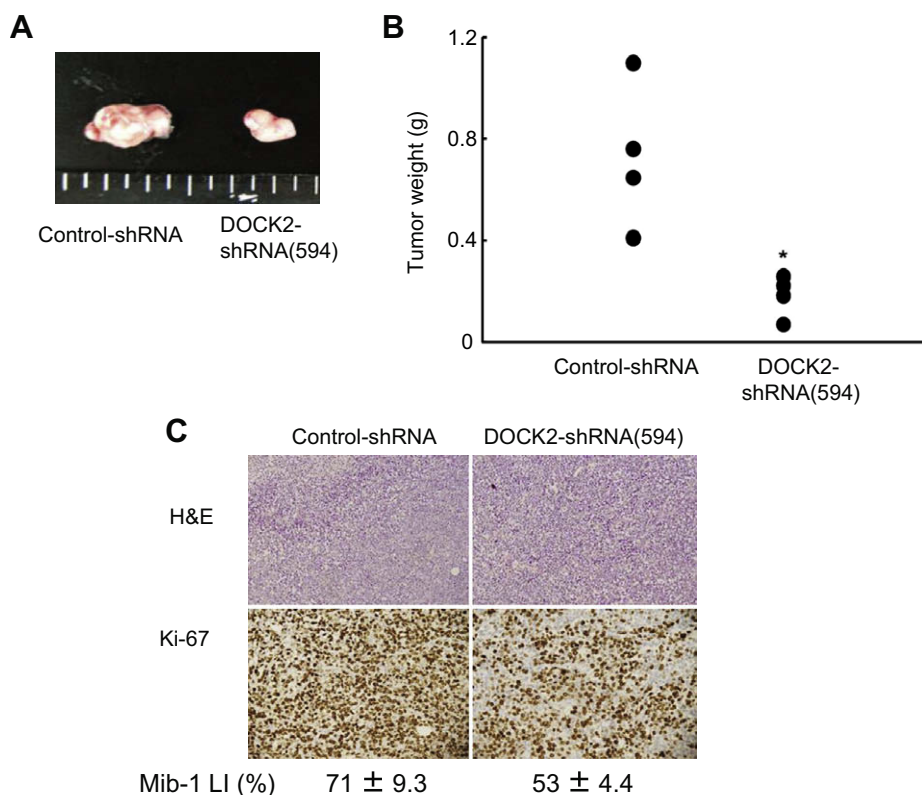 A
Control-shRNA
DOCK2-
shRNA(594)
B
Tumor weight (g)
1.2
0.8
0.4
0
*
Control-shRNA
DOCK2-
shRNA(594)
C
Control-shRNA DOCK2-shRNA(594)
H&E
Ki-67
Mib-1 LI (%) 71 ± 9.3 53 ± 4.4